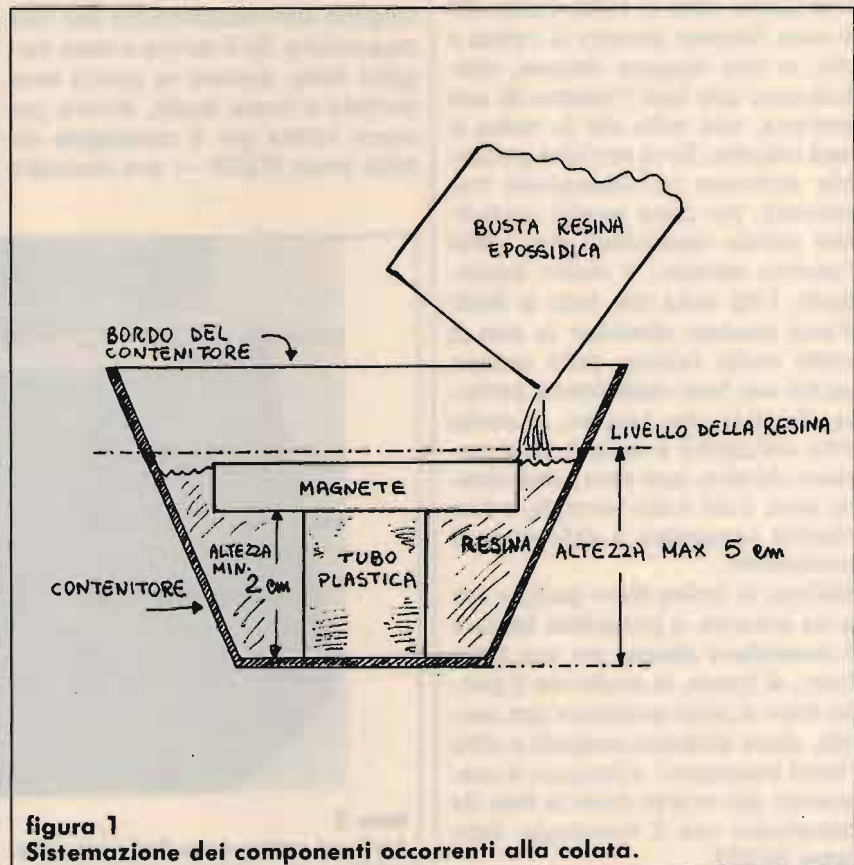 BUSTA RESINA
EPOSSIDICA
BORDO DEL
CONTENITORE
LIVELLO DELLA RESINA
MAGNETE
ALTEZZA
MIN.
2 cm
TUBO
PLASTICA
RESINA
ALTEZZA MAX 5 cm
CONTENITORE
figura 1
Sistemazione dei componenti occorrenti alla colata.